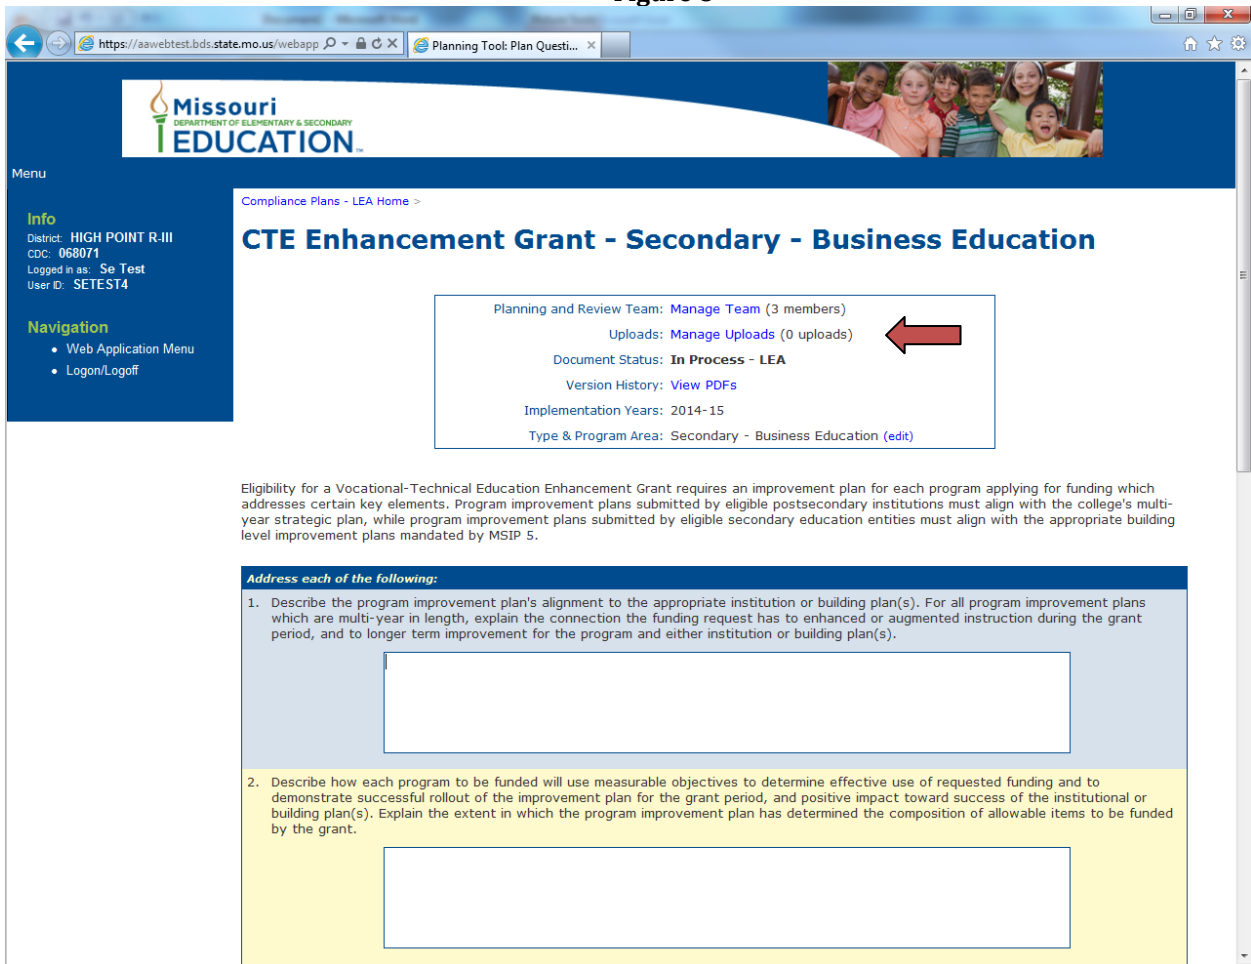 https://aawebtest.bds.state.mo.us/webapp
Planning Tool: Plan Questi...
Missouri
DEPARTMENT OF ELEMENTARY & SECONDARY
EDUCATION
Menu
Info
District: HIGH POINT R-III
CDC: 068071
Logged in as: Se Test
User ID: SETEST4
Navigation
• Web Application Menu
• Logon/Logoff
Compliance Plans - LEA Home >
CTE Enhancement Grant - Secondary - Business Education
Planning and Review Team: Manage Team (3 members)
Uploads: Manage Uploads (0 uploads)
Document Status: In Process - LEA
Version History: View PDFs
Implementation Years: 2014-15
Type & Program Area: Secondary - Business Education (edit)
Eligibility for a Vocational-Technical Education Enhancement Grant requires an improvement plan for each program applying for funding which
addresses certain key elements. Program improvement plans submitted by eligible postsecondary institutions must align with the college's multi-
year strategic plan, while program improvement plans submitted by eligible secondary education entities must align with the appropriate building
level improvement plans mandated by MSIP 5.
Address each of the following:
1. Describe the program improvement plan's alignment to the appropriate institution or building plan(s). For all program improvement plans
which are multi-year in length, explain the connection the funding request has to enhanced or augmented instruction during the grant
period, and to longer term improvement for the program and either institution or building plan(s).
2. Describe how each program to be funded will use measurable objectives to determine effective use of requested funding and to
demonstrate successful rollout of the improvement plan for the grant period, and positive impact toward success of the institutional or
building plan(s). Explain the extent in which the program improvement plan has determined the composition of allowable items to be funded
by the grant.